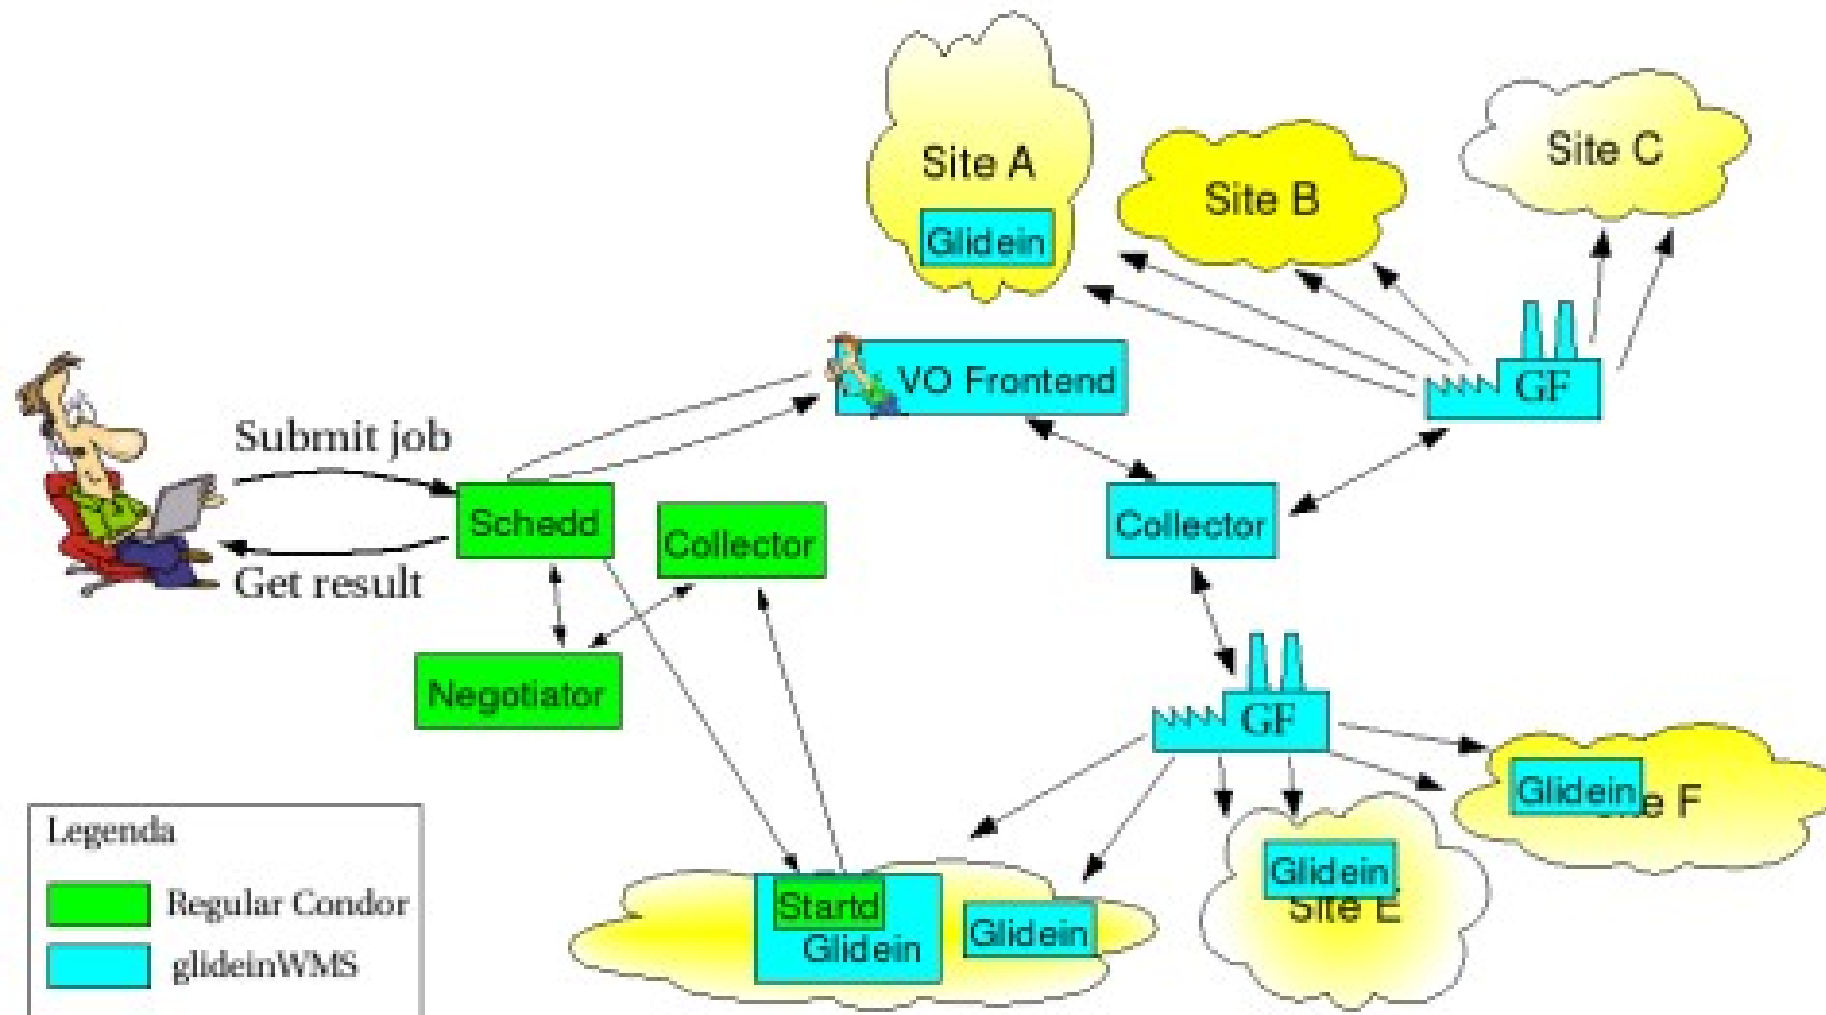 Site A
Glidein
Site B
Site C
GF
VO Frontend
Submit job
Schedd
Collector
Collector
Get result
Negotiator
GF
Glidein
e F
Glidein
Site E
Startd
Glidein
Glidein
Legenda
Regular Condor
glideinWMS